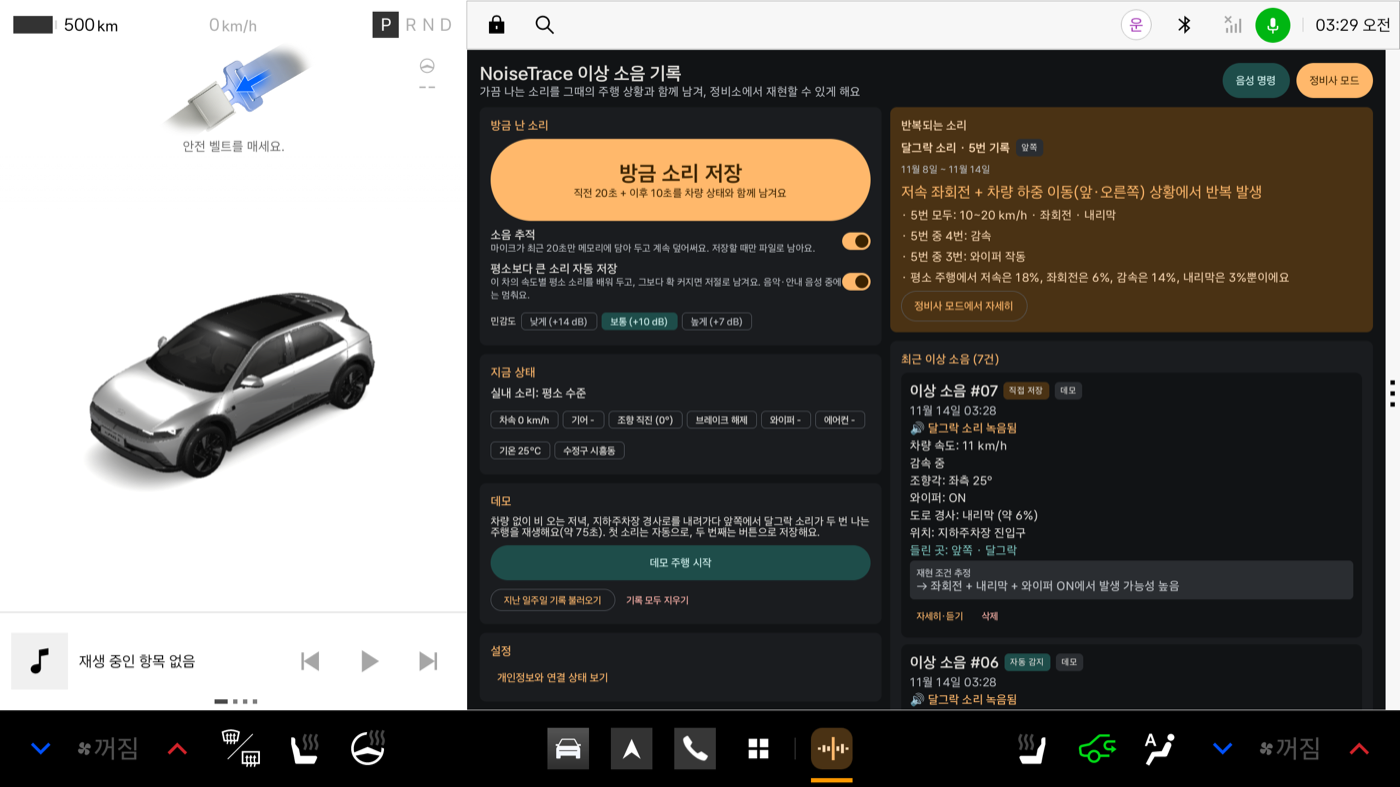 500 km
0 km/h
P R N D
안전 벨트를 매세요.
--
재생 중인 항목 없음
운
03:29 오전
NoiseTrace 이상 소음 기록
가끔 나는 소리를 그때의 주행 상황과 함께 남겨, 정비소에서 재현할 수 있게 해요
음성 명령
정비사 모드
방금 난 소리
방금 소리 저장
직전 20초 + 이후 10초를 차량 상태와 함께 남겨요
소음 추적
마이크가 최근 20초만 메모리에 담아 두고 계속 덮어써요. 저장할 때만 파일로 남아요.
평소보다 큰 소리 자동 저장
이 차의 속도별 평소 소리를 배워 두고, 그보다 확 커지면 저절로 남겨요. 음악·안내 음성 중에
는 멈춰요.
민감도
낮게 (+14 dB)
보통 (+10 dB)
높게 (+7 dB)
지금 상태
실내 소리: 평소 수준
차속 0 km/h
기어 -
조향 직진 (0°)
브레이크 해제
와이퍼 -
에어컨 -
기온 25°C
수정구 시흥동
데모
차량 없이 비 오는 저녁, 지하주차장 경사로를 내려가다 앞쪽에서 달그락 소리가 두 번 나는
주행을 재생해요(약 75초). 첫 소리는 자동으로, 두 번째는 버튼으로 저장해요.
데모 주행 시작
지난 일주일 기록 불러오기
기록 모두 지우기
설정
개인정보와 연결 상태 보기
반복되는 소리
달그락 소리 · 5번 기록
앞쪽
11월 8일 ~ 11월 14일
저속 좌회전 + 차량 하중 이동(앞·오른쪽) 상황에서 반복 발생
· 5번 모두: 10~20 km/h · 좌회전 · 내리막
· 5번 중 4번: 감속
· 5번 중 3번: 와이퍼 작동
· 평소 주행에서 저속은 18%, 좌회전은 6%, 감속은 14%, 내리막은 3%뿐이에요
정비사 모드에서 자세히
최근 이상 소음 (7건)
이상 소음 #07
직접 저장
데모
11월 14일 03:28
🔊 달그락 소리 녹음됨
차량 속도: 11 km/h
감속 중
조향각: 좌측 25°
와이퍼: ON
도로 경사: 내리막 (약 6%)
위치: 지하주차장 진입구
들린 곳: 앞쪽 · 달그락
재현 조건 추정
→ 좌회전 + 내리막 + 와이퍼 ON에서 발생 가능성 높음
자세히·듣기
삭제
이상 소음 #06
자동 감지
데모
11월 14일 03:28
🔊 달그락 소리 녹음됨
꺼짐
A
꺼짐